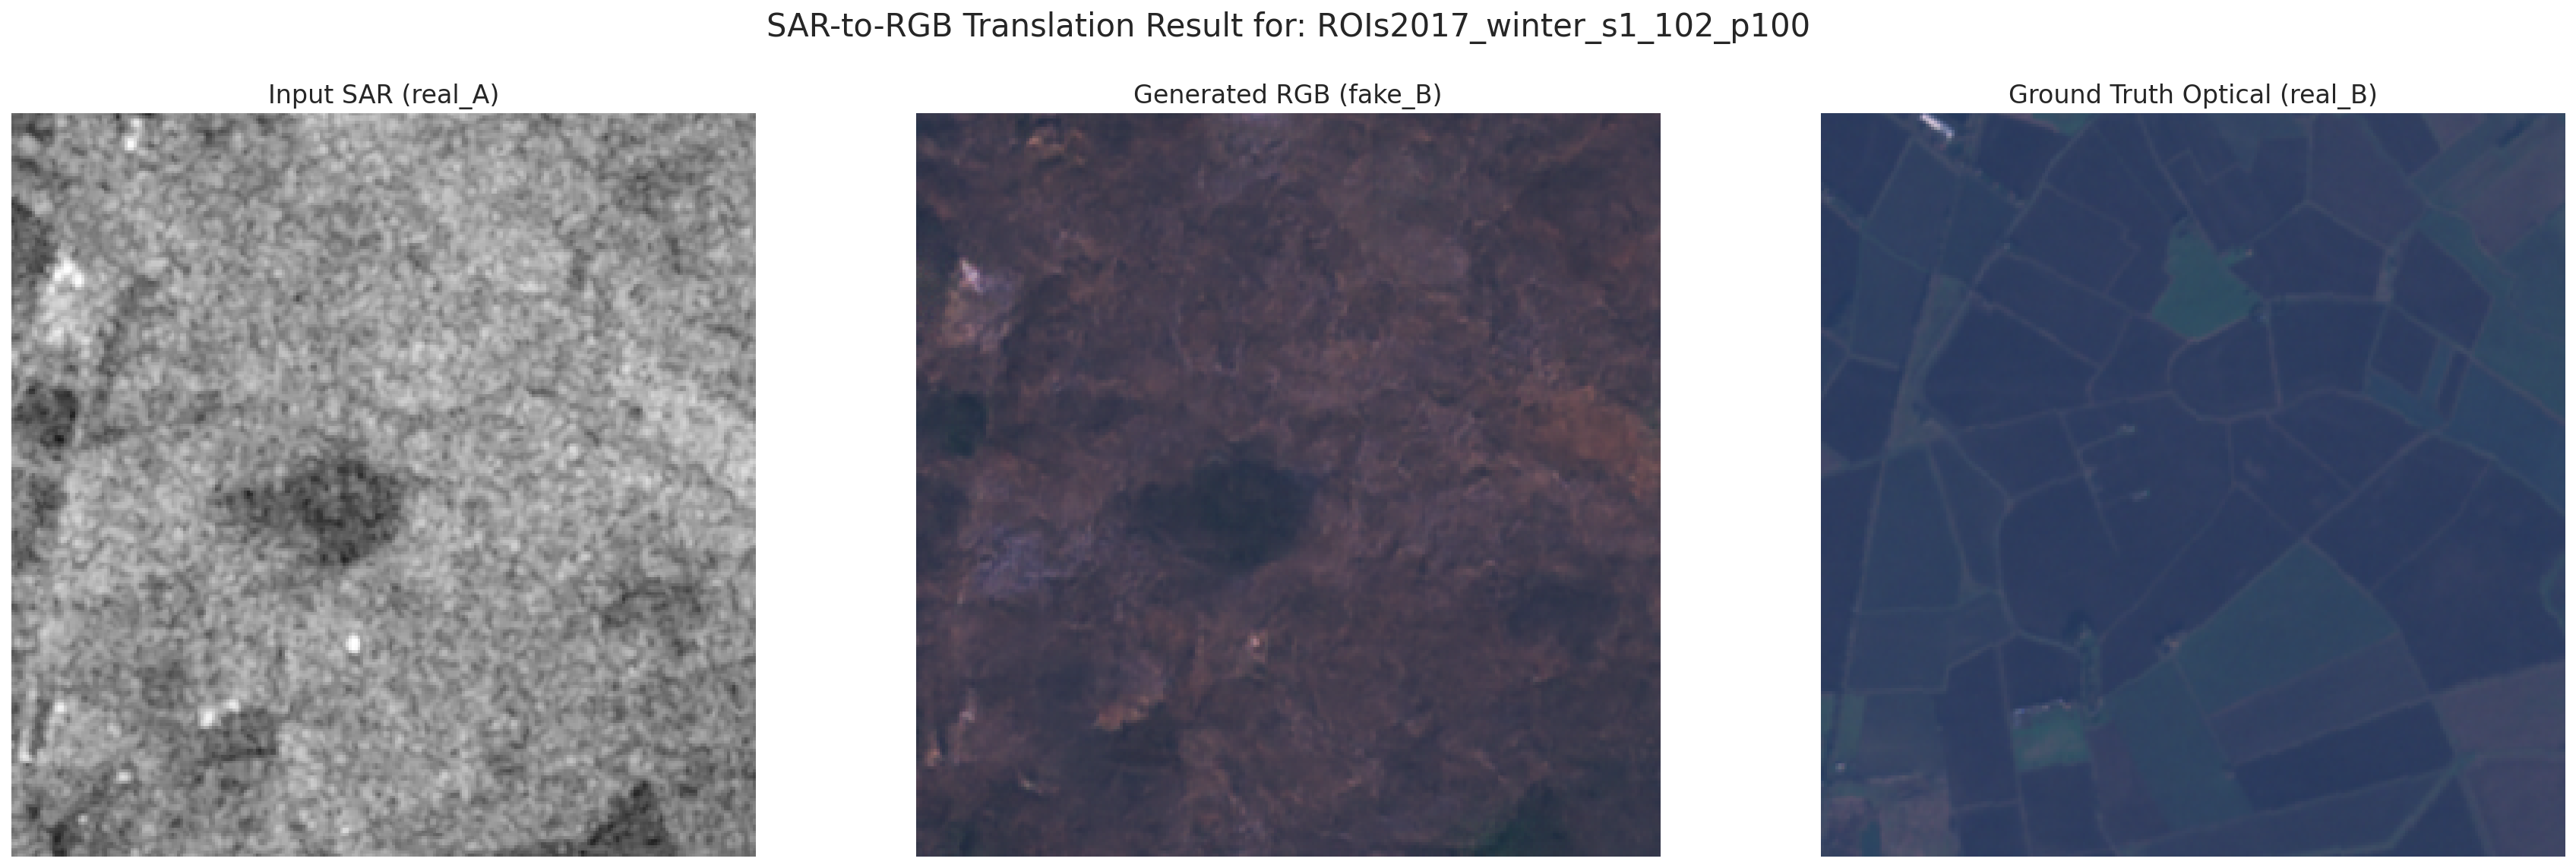 SAR-to-RGB Translation Result for: ROIs2017_winter_s1_102_p100
Input SAR (real_A)
Generated RGB (fake_B)
Ground Truth Optical (real_B)